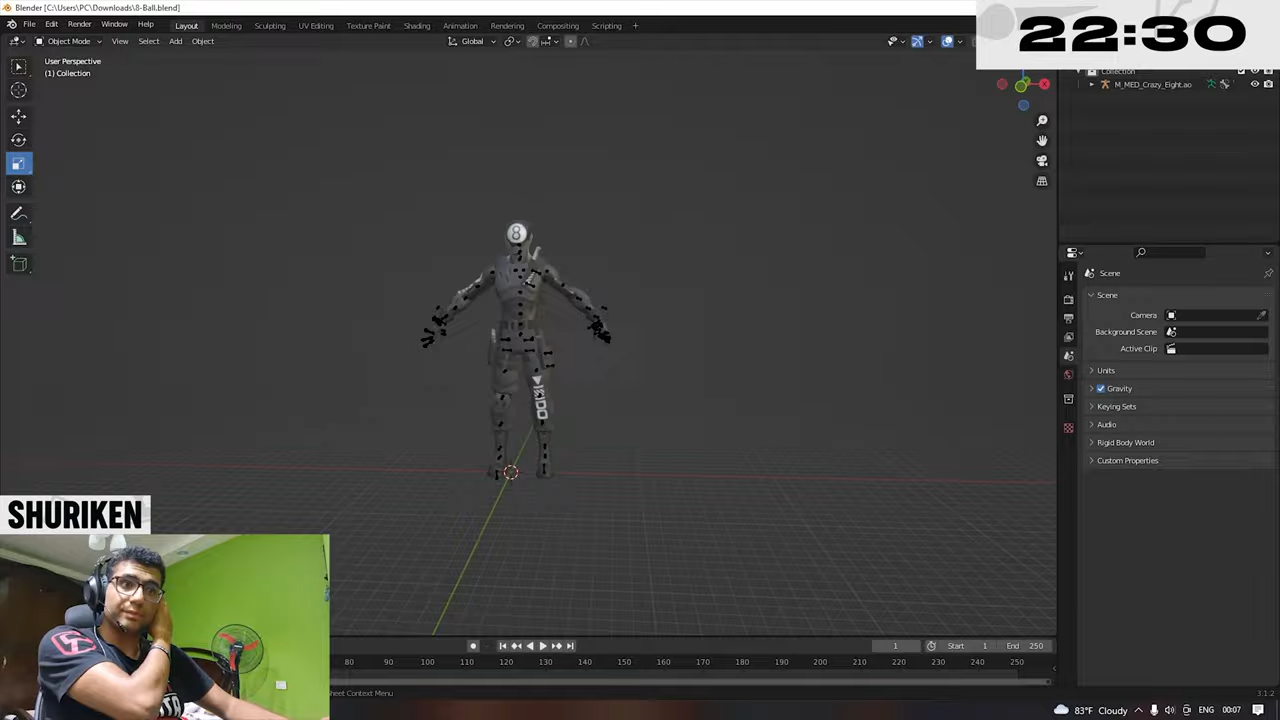 Blender [C:\Users\PC\Downloads\8-Ball.blend]
File Edit Render Window Help Layout Modeling Sculpting UV Editing Texture Paint Shading Animation Rendering Compositing Scripting +
22:30
Object Mode View Select Add Object Global
User Perspective
(1) Collection
Collection
M_MED_Crazy_Eight.ao
8
Scene
Scene
Camera
Background Scene
Active Clip
Units
Gravity
Keying Sets
Audio
Rigid Body World
Custom Properties
SHURIKEN
1 Start 1 End 250
80 90 100 110 120 130 140 150 160 170 180 190 200 210 220 230 240 250
Sheet Context Menu
3.1.2
83°F Cloudy ENG 00:07